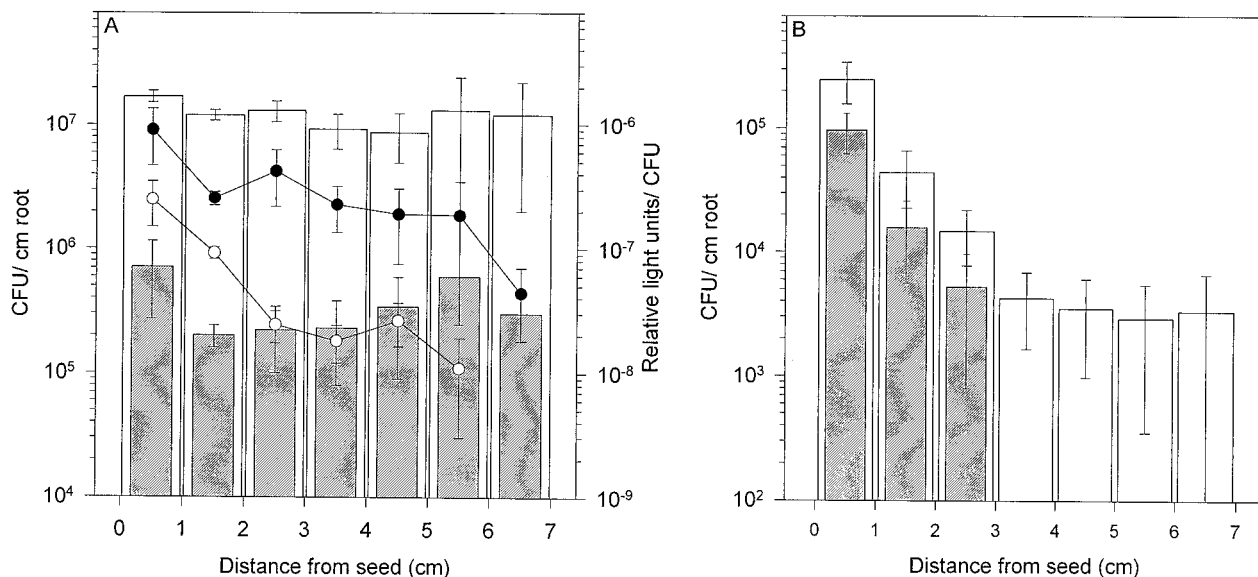 A
10⁷
10⁶
10⁵
10⁴
CFU/ cm root
10⁻⁶
10⁻⁷
10⁻⁸
10⁻⁹
Relative light units/ CFU
0 1 2 3 4 5 6 7
Distance from seed (cm)
B
10⁵
10⁴
10³
10²
CFU/ cm root
0 1 2 3 4 5 6 7
Distance from seed (cm)